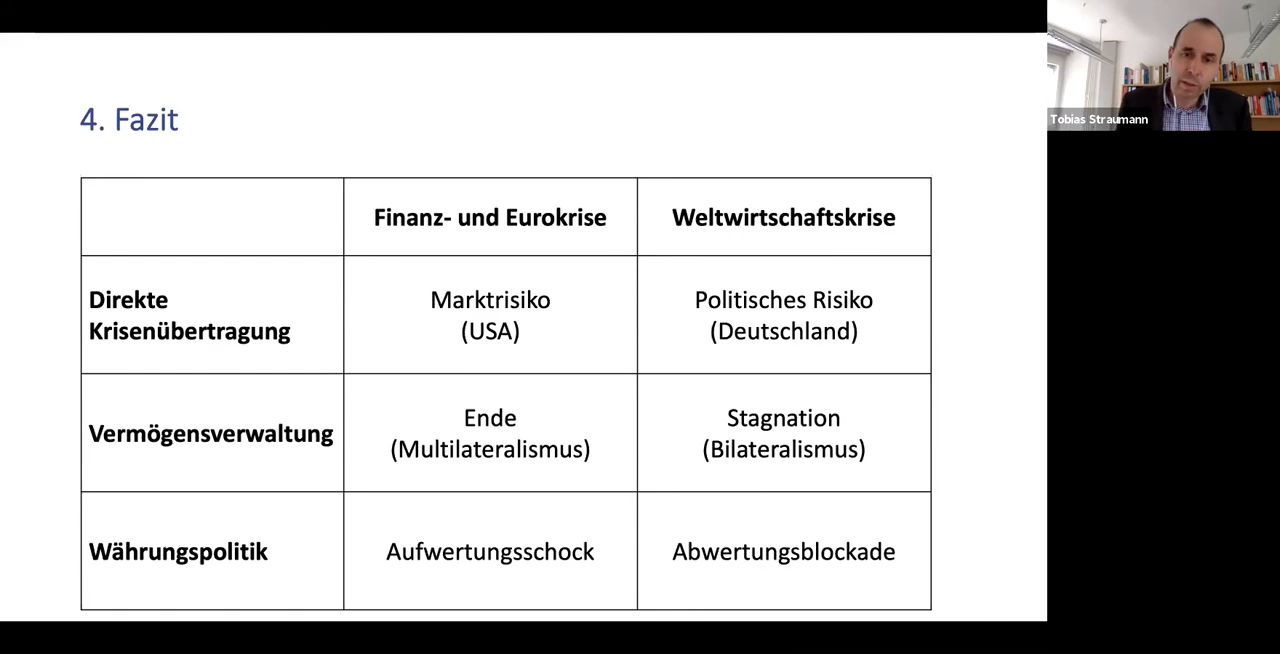 Tobias Straumann
4. Fazit
Finanz- und Eurokrise
Weltwirtschaftskrise
Direkte
Krisenübertragung
Marktrisiko
(USA)
Politisches Risiko
(Deutschland)
Vermögensverwaltung
Ende
(Multilateralismus)
Stagnation
(Bilateralismus)
Währungspolitik
Aufwertungsschock
Abwertungsblockade